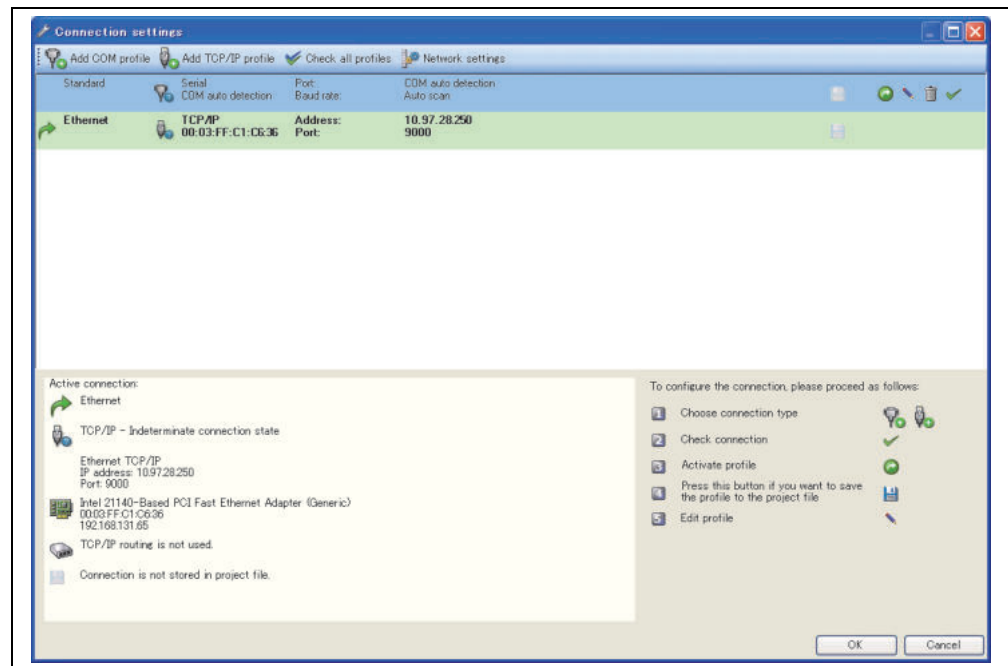 Connection settings
Add COM profile Add TCP/IP profile Check all profiles Network settings
Standard Serial Port: COM auto detection
COM auto detection Baud rate: Auto scan
Ethernet TCP/IP Address: 10.97.28.250
00:03:FF:C1:C6:36 Port: 9000
Active connection:
Ethernet
TCP/IP - Indeterminate connection state
Ethernet TCP/IP
IP address: 10.97.28.250
Port: 9000
Intel 21140-Based PCI Fast Ethernet Adapter (Generic)
00:03:FF:C1:C6:36
192.168.131.65
TCP/IP routing is not used.
Connection is not stored in project file.
To configure the connection, please proceed as follows:
1 Choose connection type
2 Check connection
3 Activate profile
4 Press this button if you want to save
the profile to the project file
5 Edit profile
OK Cancel